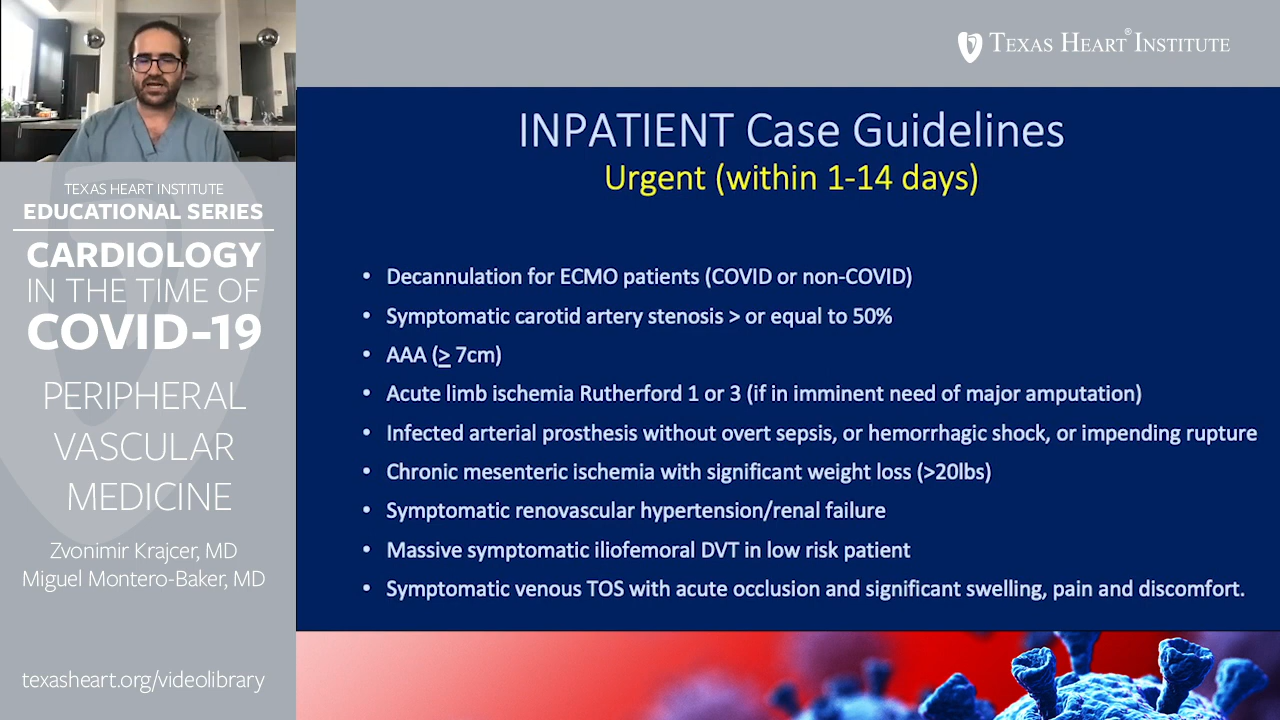 TEXAS HEART® INSTITUTE
TEXAS HEART INSTITUTE
EDUCATIONAL SERIES
CARDIOLOGY
IN THE TIME OF
COVID-19
PERIPHERAL
VASCULAR
MEDICINE
Zvonimir Krajcer, MD
Miguel Montero-Baker, MD
texasheart.org/videolibrary
INPATIENT Case Guidelines
Urgent (within 1-14 days)
• Decannulation for ECMO patients (COVID or non-COVID)
• Symptomatic carotid artery stenosis > or equal to 50%
• AAA (≥ 7cm)
• Acute limb ischemia Rutherford 1 or 3 (if in imminent need of major amputation)
• Infected arterial prosthesis without overt sepsis, or hemorrhagic shock, or impending rupture
• Chronic mesenteric ischemia with significant weight loss (>20lbs)
• Symptomatic renovascular hypertension/renal failure
• Massive symptomatic iliofemoral DVT in low risk patient
• Symptomatic venous TOS with acute occlusion and significant swelling, pain and discomfort.